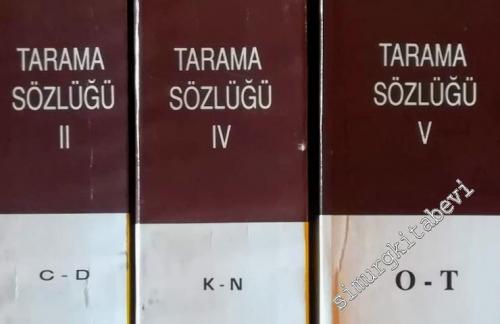 TARAMA
SÖZLÜĞÜ
II
C - D
TARAMA
SÖZLÜĞÜ
IV
K - N
TARAMA
SÖZLÜĞÜ
V
O - T
simurgkitabevi